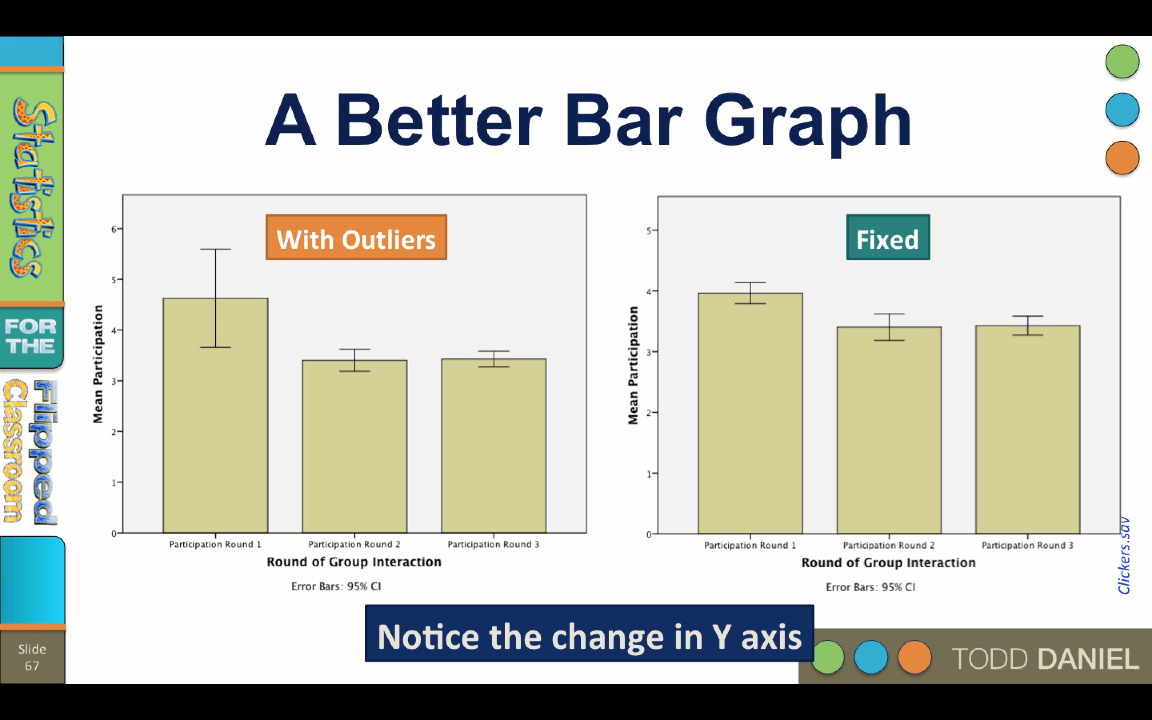 A Better Bar Graph
Statistics
FOR
THE
Flipped
Classroom
Slide
67
With Outliers
6
5
4
3
2
1
0
Mean Participation
Participation Round 1
Participation Round 2
Participation Round 3
Round of Group Interaction
Error Bars: 95% CI
Fixed
5
4
3
2
1
0
Mean Participation
Participation Round 1
Participation Round 2
Participation Round 3
Round of Group Interaction
Error Bars: 95% CI
Clickers.sav
Notice the change in Y axis
TODD DANIEL